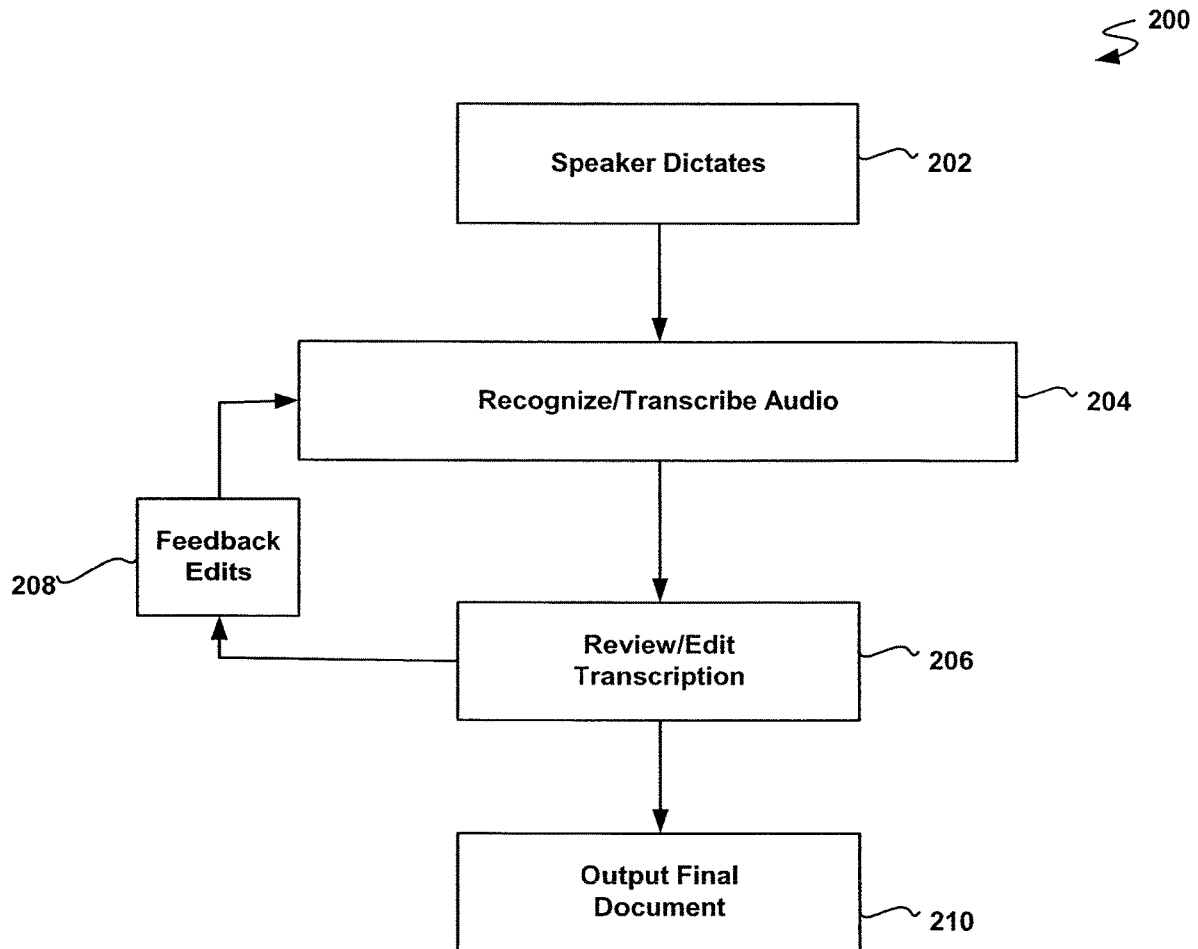 200
Speaker Dictates
202
Recognize/Transcribe Audio
204
Feedback
Edits
208
Review/Edit
Transcription
206
Output Final
Document
210